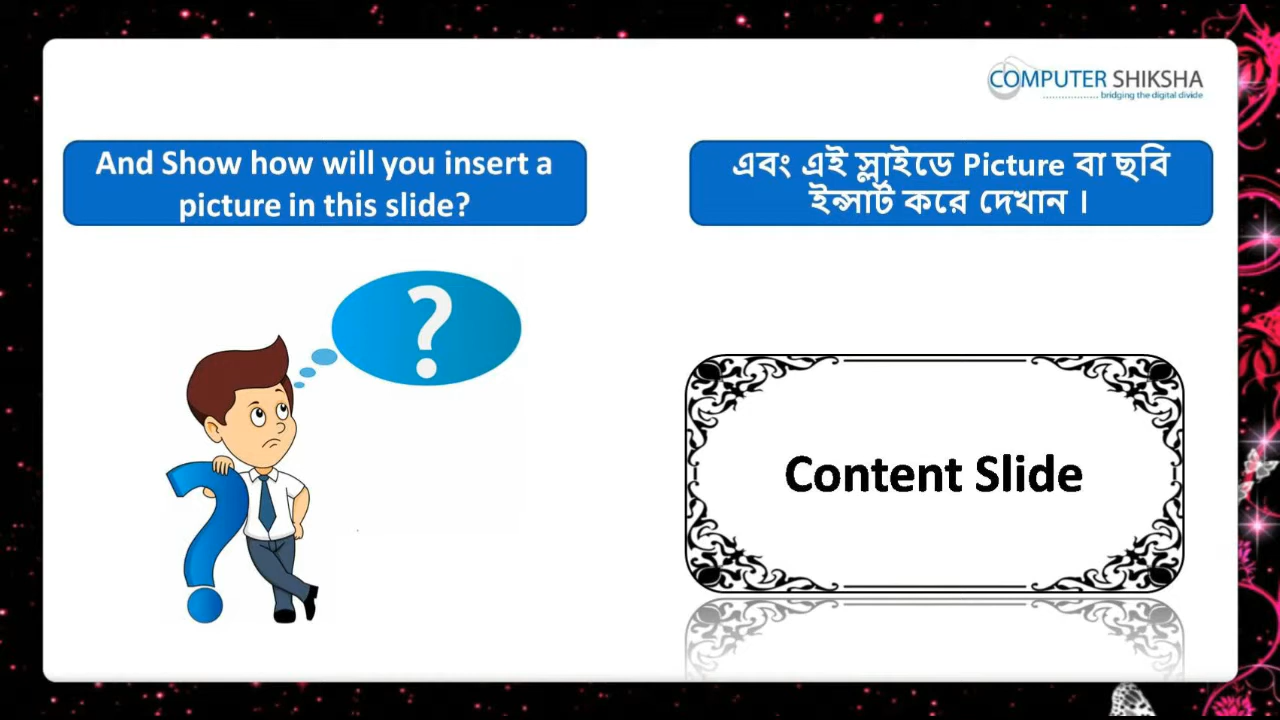 COMPUTER SHIKSHA
bridging the digital divide
And Show how will you insert a
picture in this slide?
এবং এই স্লাইডে Picture বা ছবি
ইন্সার্ট করে দেখান ।
?
?
Content Slide